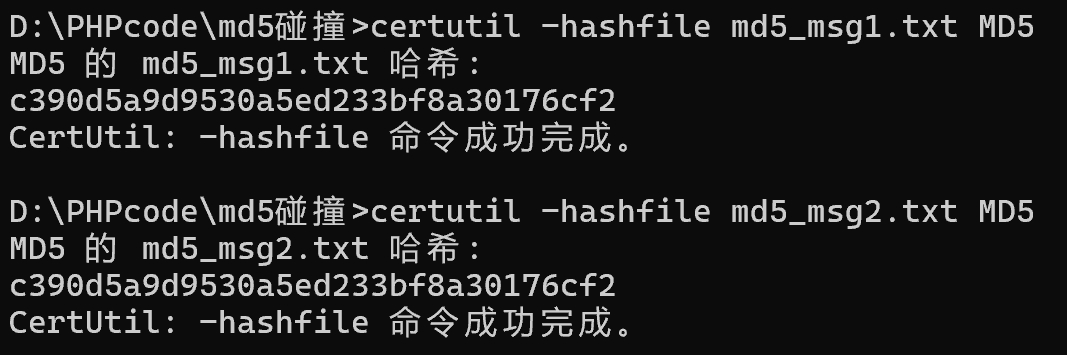 D:\PHPcode\md5碰撞>certutil -hashfile md5_msg1.txt MD5
MD5 的 md5_msg1.txt 哈希:
c390d5a9d9530a5ed233bf8a30176cf2
CertUtil: -hashfile 命令成功完成。
D:\PHPcode\md5碰撞>certutil -hashfile md5_msg2.txt MD5
MD5 的 md5_msg2.txt 哈希:
c390d5a9d9530a5ed233bf8a30176cf2
CertUtil: -hashfile 命令成功完成。